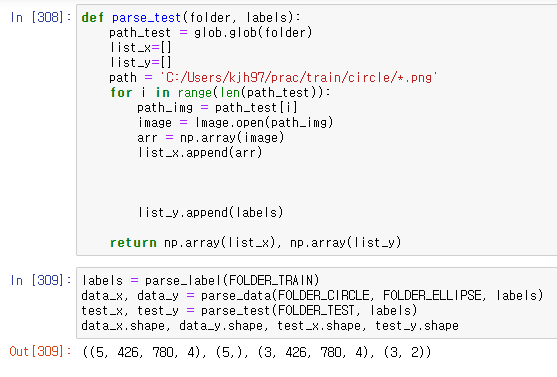 In [308]: def parse_test(folder, labels):
    path_test = glob.glob(folder)
    list_x=[]
    list_y=[]
    path = 'C:/Users/kjh97/prac/train/circle/*.png'
    for i in range(len(path_test)):
        path_img = path_test[i]
        image = Image.open(path_img)
        arr = np.array(image)
        list_x.append(arr)
        list_y.append(labels)
    return np.array(list_x), np.array(list_y)
In [309]: labels = parse_label(FOLDER_TRAIN)
data_x, data_y = parse_data(FOLDER_CIRCLE, FOLDER_ELLIPSE, labels)
test_x, test_y = parse_test(FOLDER_TEST, labels)
data_x.shape, data_y.shape, test_x.shape, test_y.shape
Out[309]: ((5, 426, 780, 4), (5,), (3, 426, 780, 4), (3, 2))